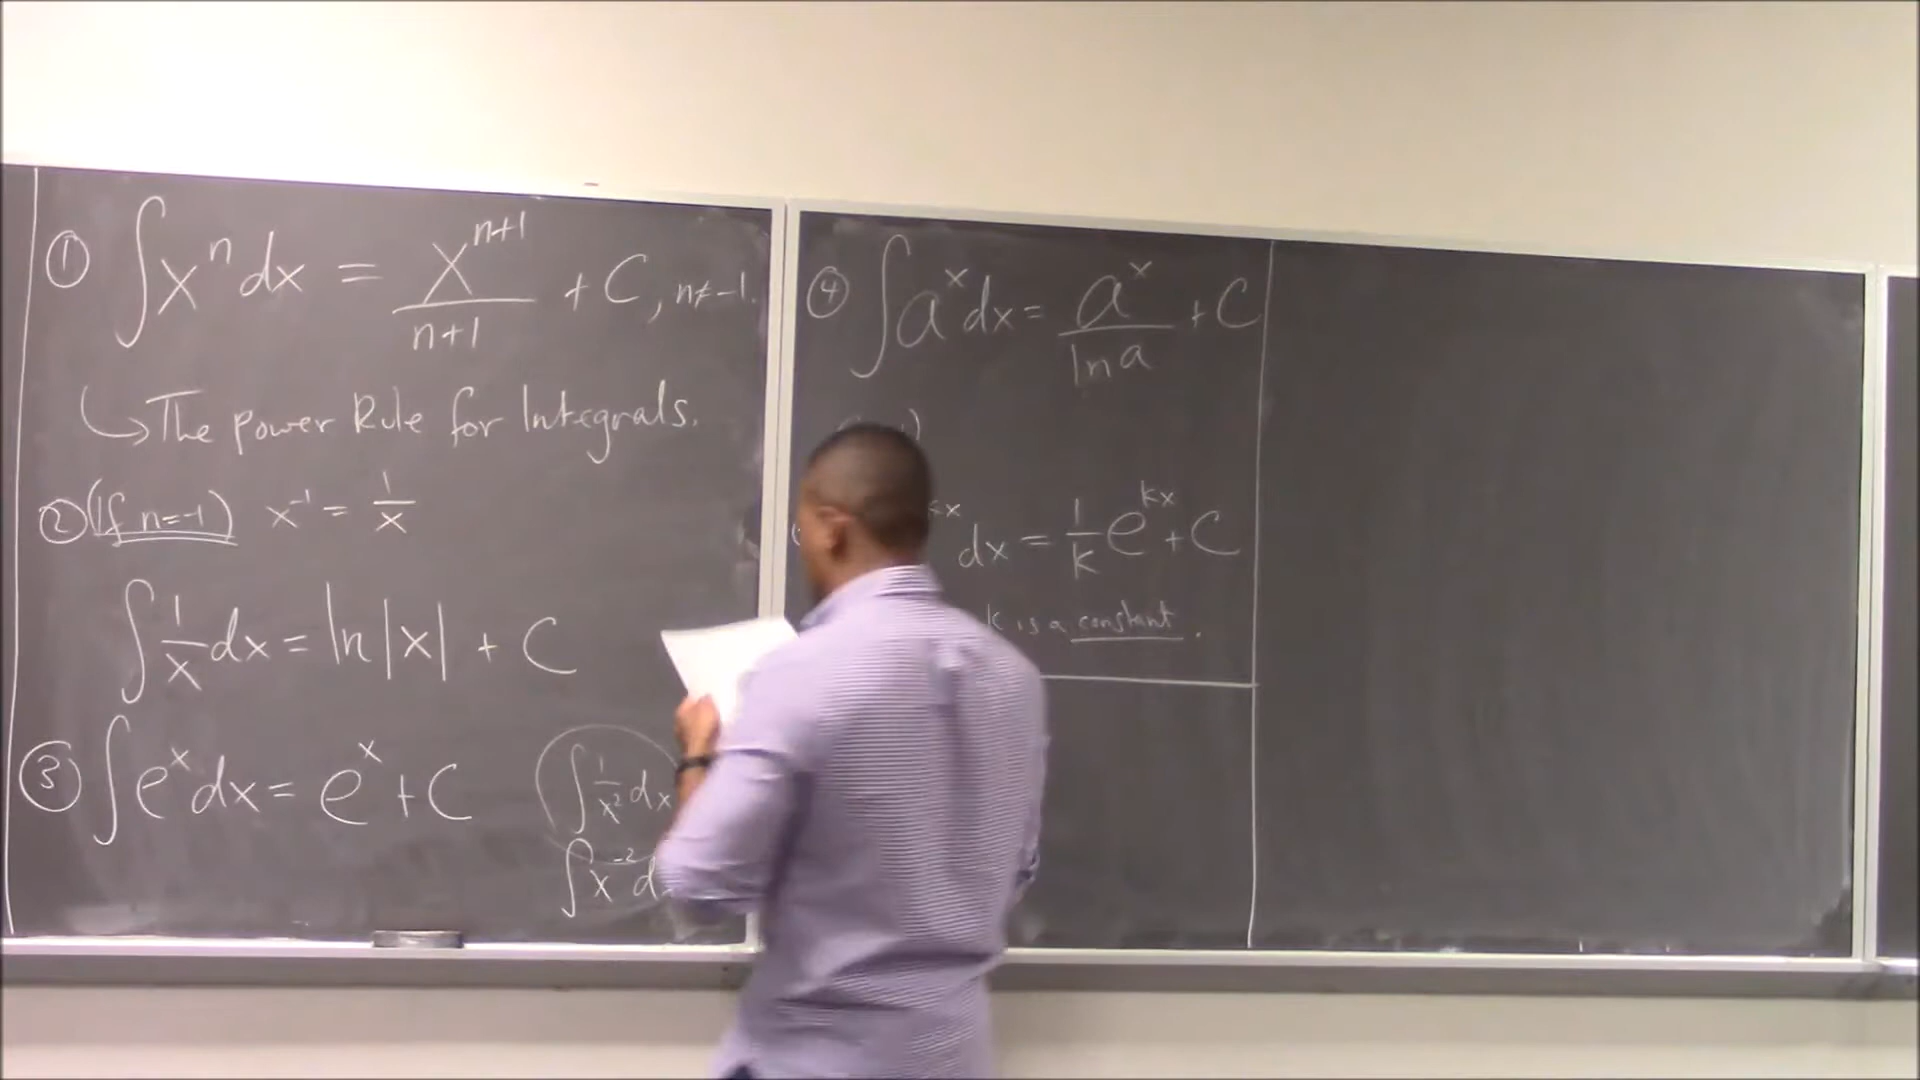 ① ∫xⁿdx = xⁿ⁺¹/n+1 + C, n≠-1.
↳ The power Rule for Integrals.
② (If n=-1) x⁻¹ = 1/x
∫1/x dx = ln|x| + C
③ ∫eˣdx = eˣ + C
∫1/x² dx
∫x⁻² d
④ ∫aˣdx = aˣ/ln a + C
dx = 1/k eᵏˣ + C
k is a constant.